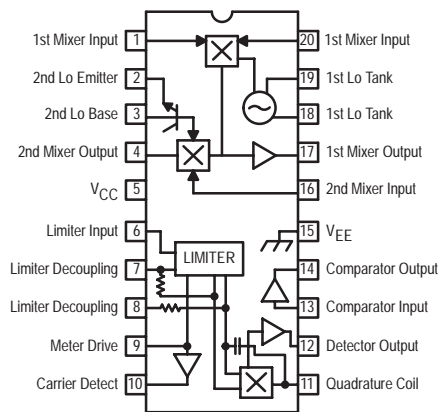 1st Mixer Input 1
2nd Lo Emitter 2
2nd Lo Base 3
2nd Mixer Output 4
VCC 5
Limiter Input 6
Limiter Decoupling 7
Limiter Decoupling 8
Meter Drive 9
Carrier Detect 10
LIMITER
20 1st Mixer Input
19 1st Lo Tank
18 1st Lo Tank
17 1st Mixer Output
16 2nd Mixer Input
15 VEE
14 Comparator Output
13 Comparator Input
12 Detector Output
11 Quadrature Coil